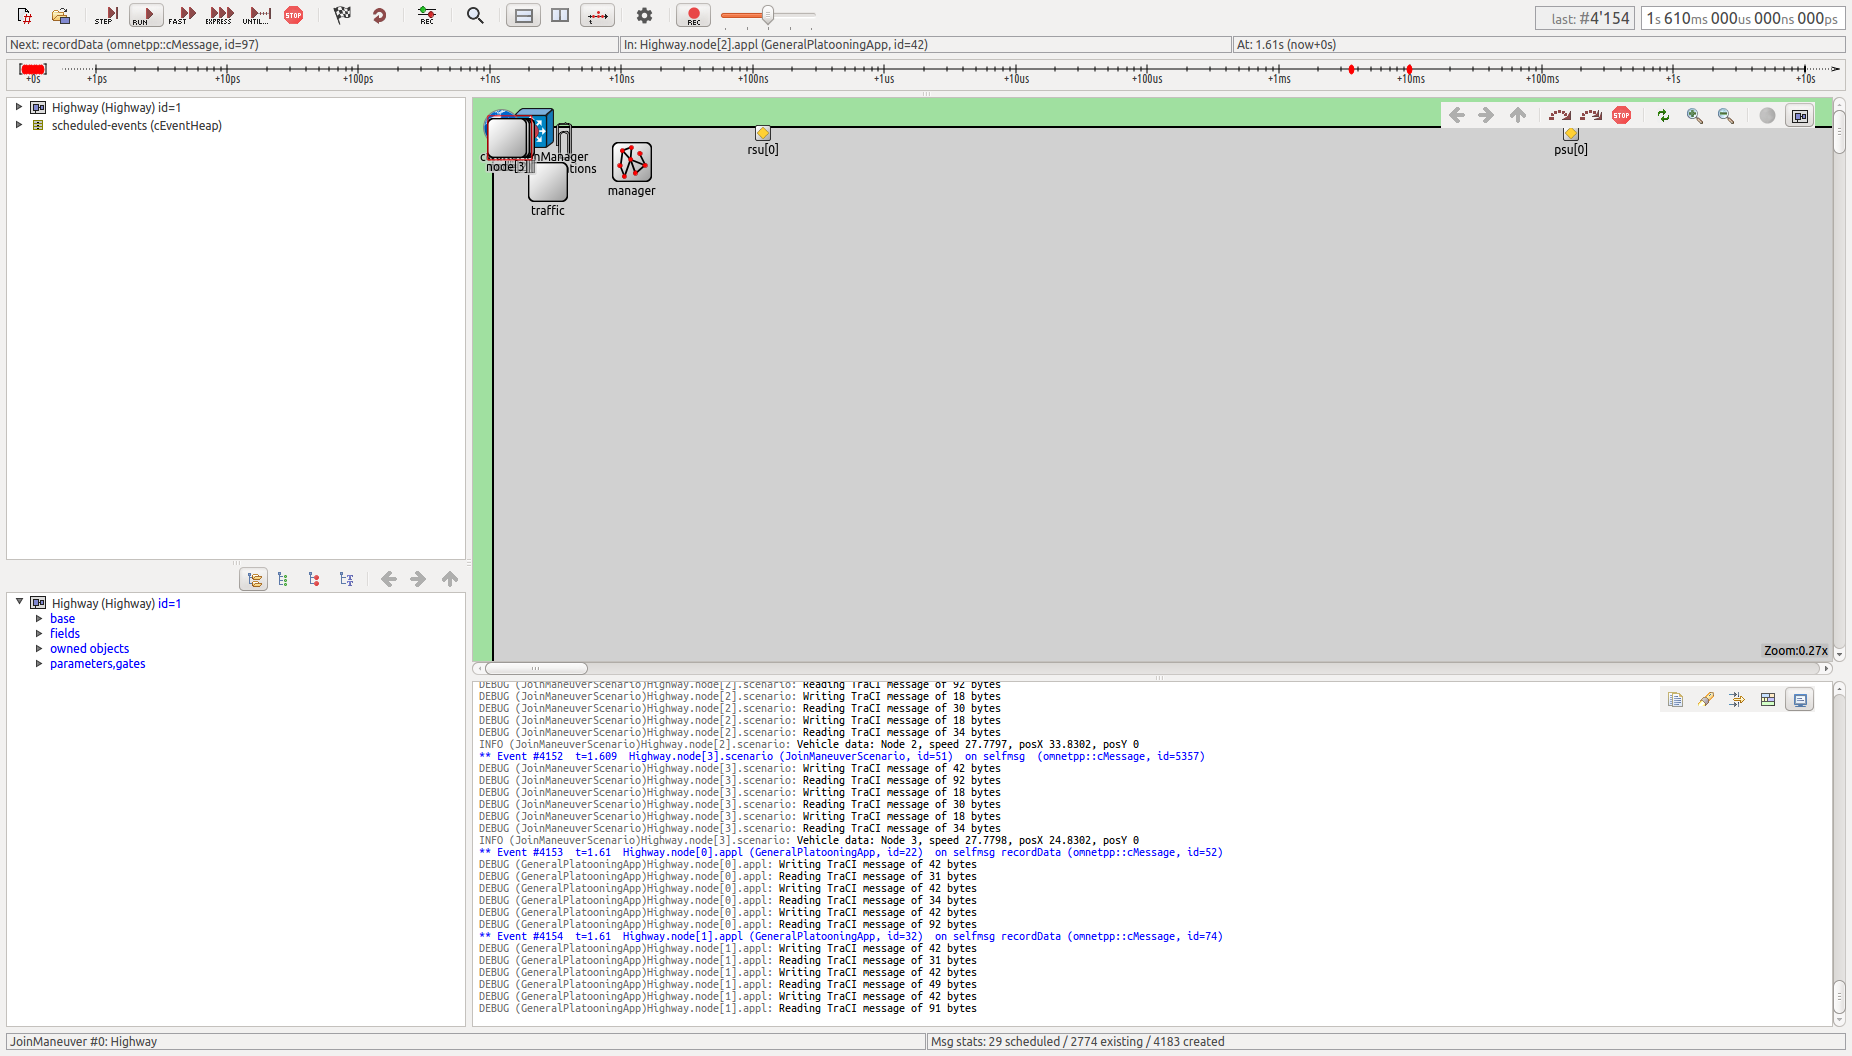 STEP
RUN
FAST
EXPRESS
UNTIL...
STOP
REC
REC
last: #4'154
1s 610ms 000us 000ns 000ps
Next: recordData (omnetpp::cMessage, id=97)
In: Highway.node[2].appl (GeneralPlatooningApp, id=42)
At: 1.61s (now+0s)
+0s +1ps +10ps +100ps +1ns +10ns +100ns +1us +10us +100us +1ms +10ms +100ms +1s +10s
Highway (Highway) id=1
scheduled-events (cEventHeap)
STOP
rsu[0]
psu[0]
node[3]
manager
traffic
Zoom:0.27x
Highway (Highway) id=1
base
fields
owned objects
parameters,gates
DEBUG (JoinManeuverScenario)Highway.node[2].scenario: Reading TraCI message of 92 bytes
DEBUG (JoinManeuverScenario)Highway.node[2].scenario: Writing TraCI message of 18 bytes
DEBUG (JoinManeuverScenario)Highway.node[2].scenario: Reading TraCI message of 30 bytes
DEBUG (JoinManeuverScenario)Highway.node[2].scenario: Writing TraCI message of 18 bytes
DEBUG (JoinManeuverScenario)Highway.node[2].scenario: Reading TraCI message of 34 bytes
INFO (JoinManeuverScenario)Highway.node[2].scenario: Vehicle data: Node 2, speed 27.7797, posX 33.8302, posY 0
** Event #4152  t=1.609  Highway.node[3].scenario (JoinManeuverScenario, id=51)  on selfmsg  (omnetpp::cMessage, id=5357)
DEBUG (JoinManeuverScenario)Highway.node[3].scenario: Writing TraCI message of 42 bytes
DEBUG (JoinManeuverScenario)Highway.node[3].scenario: Reading TraCI message of 92 bytes
DEBUG (JoinManeuverScenario)Highway.node[3].scenario: Writing TraCI message of 18 bytes
DEBUG (JoinManeuverScenario)Highway.node[3].scenario: Reading TraCI message of 30 bytes
DEBUG (JoinManeuverScenario)Highway.node[3].scenario: Writing TraCI message of 18 bytes
DEBUG (JoinManeuverScenario)Highway.node[3].scenario: Reading TraCI message of 34 bytes
INFO (JoinManeuverScenario)Highway.node[3].scenario: Vehicle data: Node 3, speed 27.7798, posX 24.8302, posY 0
** Event #4153  t=1.61  Highway.node[0].appl (GeneralPlatooningApp, id=22)  on selfmsg recordData (omnetpp::cMessage, id=52)
DEBUG (GeneralPlatooningApp)Highway.node[0].appl: Writing TraCI message of 42 bytes
DEBUG (GeneralPlatooningApp)Highway.node[0].appl: Reading TraCI message of 31 bytes
DEBUG (GeneralPlatooningApp)Highway.node[0].appl: Writing TraCI message of 42 bytes
DEBUG (GeneralPlatooningApp)Highway.node[0].appl: Reading TraCI message of 34 bytes
DEBUG (GeneralPlatooningApp)Highway.node[0].appl: Writing TraCI message of 42 bytes
DEBUG (GeneralPlatooningApp)Highway.node[0].appl: Reading TraCI message of 92 bytes
** Event #4154  t=1.61  Highway.node[1].appl (GeneralPlatooningApp, id=32)  on selfmsg recordData (omnetpp::cMessage, id=74)
DEBUG (GeneralPlatooningApp)Highway.node[1].appl: Writing TraCI message of 42 bytes
DEBUG (GeneralPlatooningApp)Highway.node[1].appl: Reading TraCI message of 31 bytes
DEBUG (GeneralPlatooningApp)Highway.node[1].appl: Writing TraCI message of 42 bytes
DEBUG (GeneralPlatooningApp)Highway.node[1].appl: Reading TraCI message of 49 bytes
DEBUG (GeneralPlatooningApp)Highway.node[1].appl: Writing TraCI message of 42 bytes
DEBUG (GeneralPlatooningApp)Highway.node[1].appl: Reading TraCI message of 91 bytes
JoinManeuver #0: Highway
Msg stats: 29 scheduled / 2774 existing / 4183 created